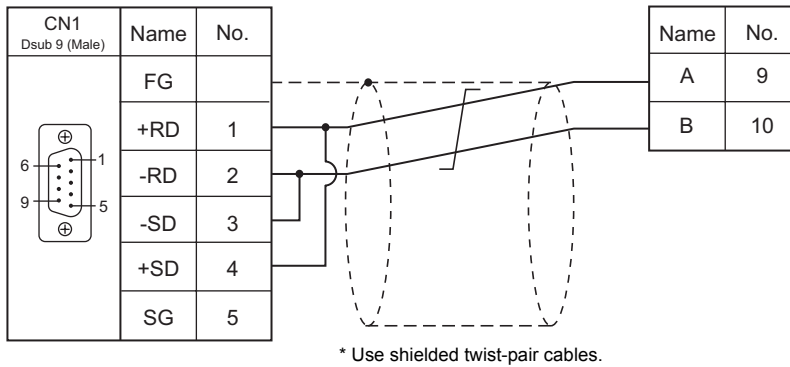 CN1
Dsub 9 (Male)
Name No.
FG
+RD 1
-RD 2
-SD 3
+SD 4
SG 5
6
1
9
5
Name No.
A 9
B 10
* Use shielded twist-pair cables.